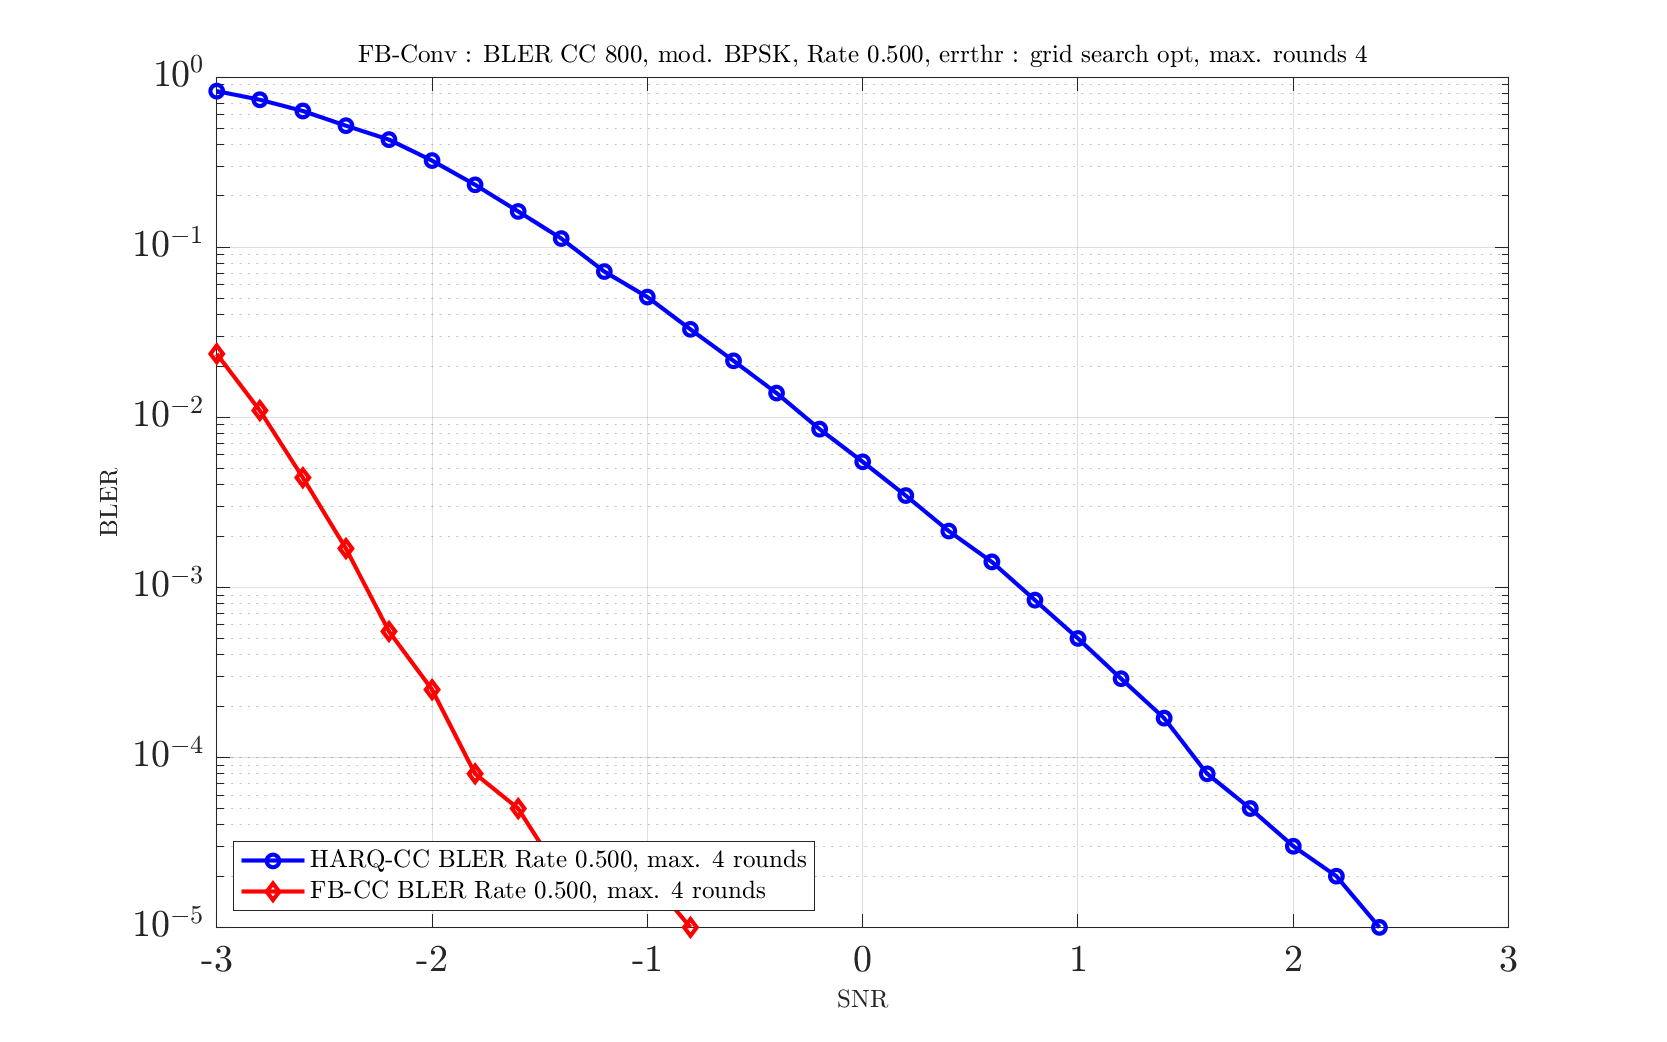 FB-Conv : BLER CC 800, mod. BPSK, Rate 0.500, errthr : grid search opt, max. rounds 4
10^0
10^{-1}
10^{-2}
10^{-3}
10^{-4}
10^{-5}
BLER
HARQ-CC BLER Rate 0.500, max. 4 rounds
FB-CC BLER Rate 0.500, max. 4 rounds
-3 -2 -1 0 1 2 3
SNR